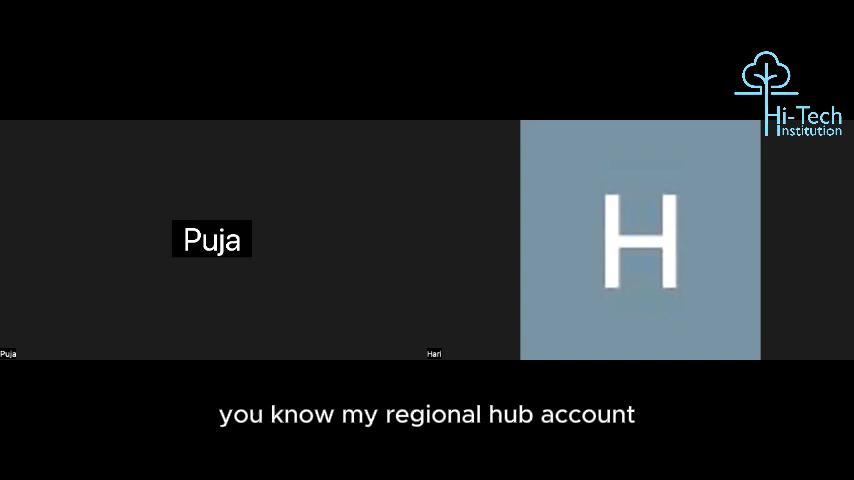 Hi-Tech
Institution
Puja
H
Puja
Hari
you know my regional hub account